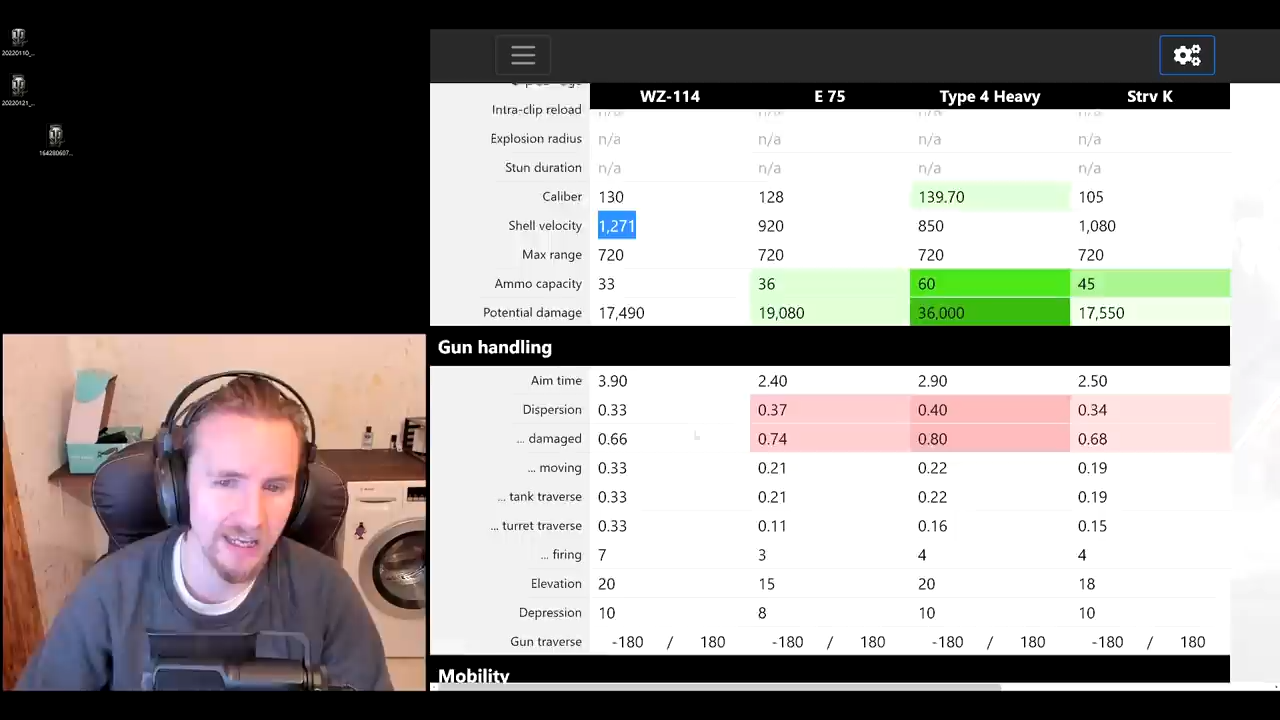 20220110_...
20220121_...
164280607...
WZ-114 E 75 Type 4 Heavy Strv K
Intra-clip reload n/a n/a n/a n/a
Explosion radius n/a n/a n/a n/a
Stun duration n/a n/a n/a n/a
Caliber 130 128 139.70 105
Shell velocity 1,271 920 850 1,080
Max range 720 720 720 720
Ammo capacity 33 36 60 45
Potential damage 17,490 19,080 36,000 17,550
Gun handling
Aim time 3.90 2.40 2.90 2.50
Dispersion 0.33 0.37 0.40 0.34
... damaged 0.66 0.74 0.80 0.68
... moving 0.33 0.21 0.22 0.19
... tank traverse 0.33 0.21 0.22 0.19
... turret traverse 0.33 0.11 0.16 0.15
... firing 7 3 4 4
Elevation 20 15 20 18
Depression 10 8 10 10
Gun traverse -180 / 180 -180 / 180 -180 / 180 -180 / 180
Mobility